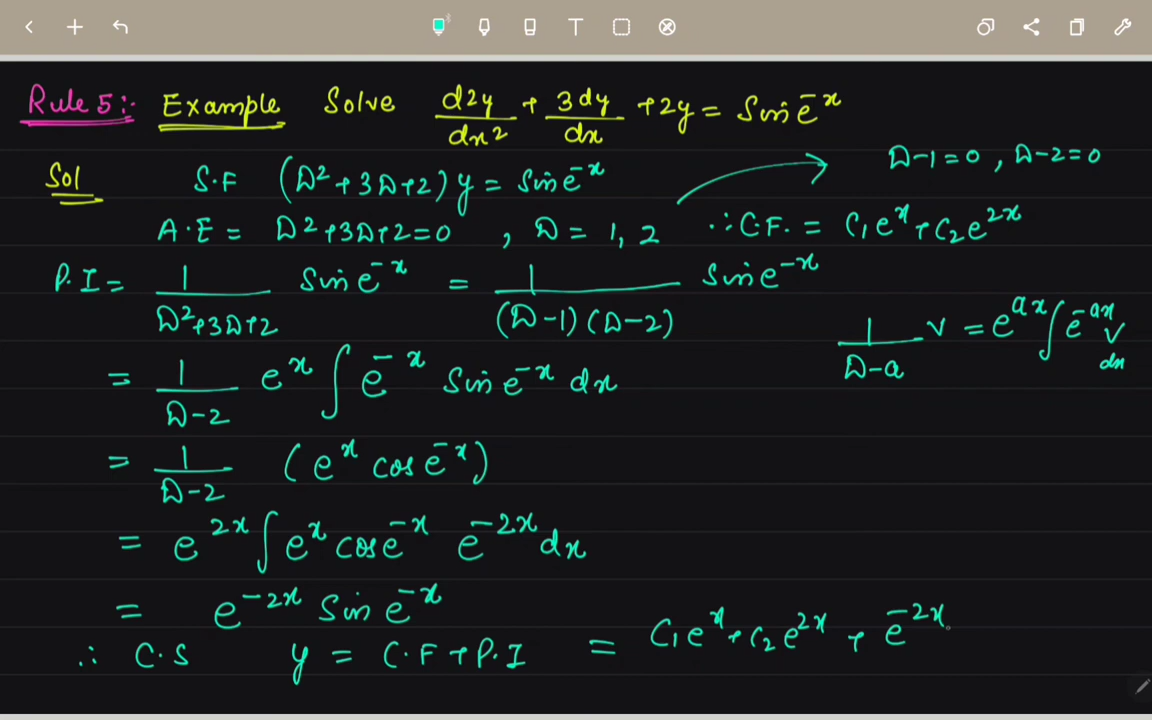 Rule 5:- Example Solve d2y/dx2 + 3dy/dx + 2y = Sin e^-x
D-1=0, D-2=0
Sol S.F (D^2+3D+2)y = Sin e^-x
A.E = D^2+3D+2=0, D = 1, 2 ∴ C.F. = C1e^x+C2e^2x
P.I = 1/(D^2+3D+2) Sin e^-x = 1/((D-1)(D-2)) Sin e^-x
1/(D-a) V = e^ax ∫ e^-ax V dx
= 1/(D-2) e^x ∫ e^-x Sin e^-x dx
= 1/(D-2) (e^x cos e^-x)
= e^2x ∫ e^x cos e^-x e^-2x dx
= e^-2x Sin e^-x
∴ C.S y = C.F+P.I = C1e^x+C2e^2x + e^-2x